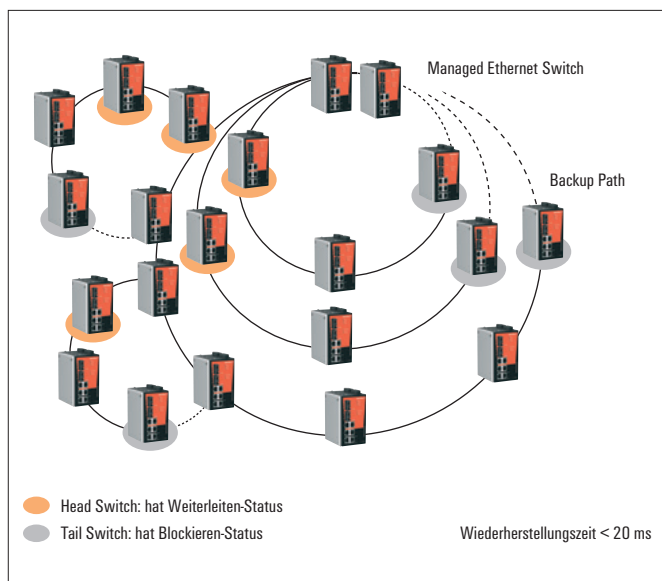 Managed Ethernet Switch
Backup Path
Head Switch: hat Weiterleiten-Status
Tail Switch: hat Blockieren-Status
Wiederherstellungszeit < 20 ms